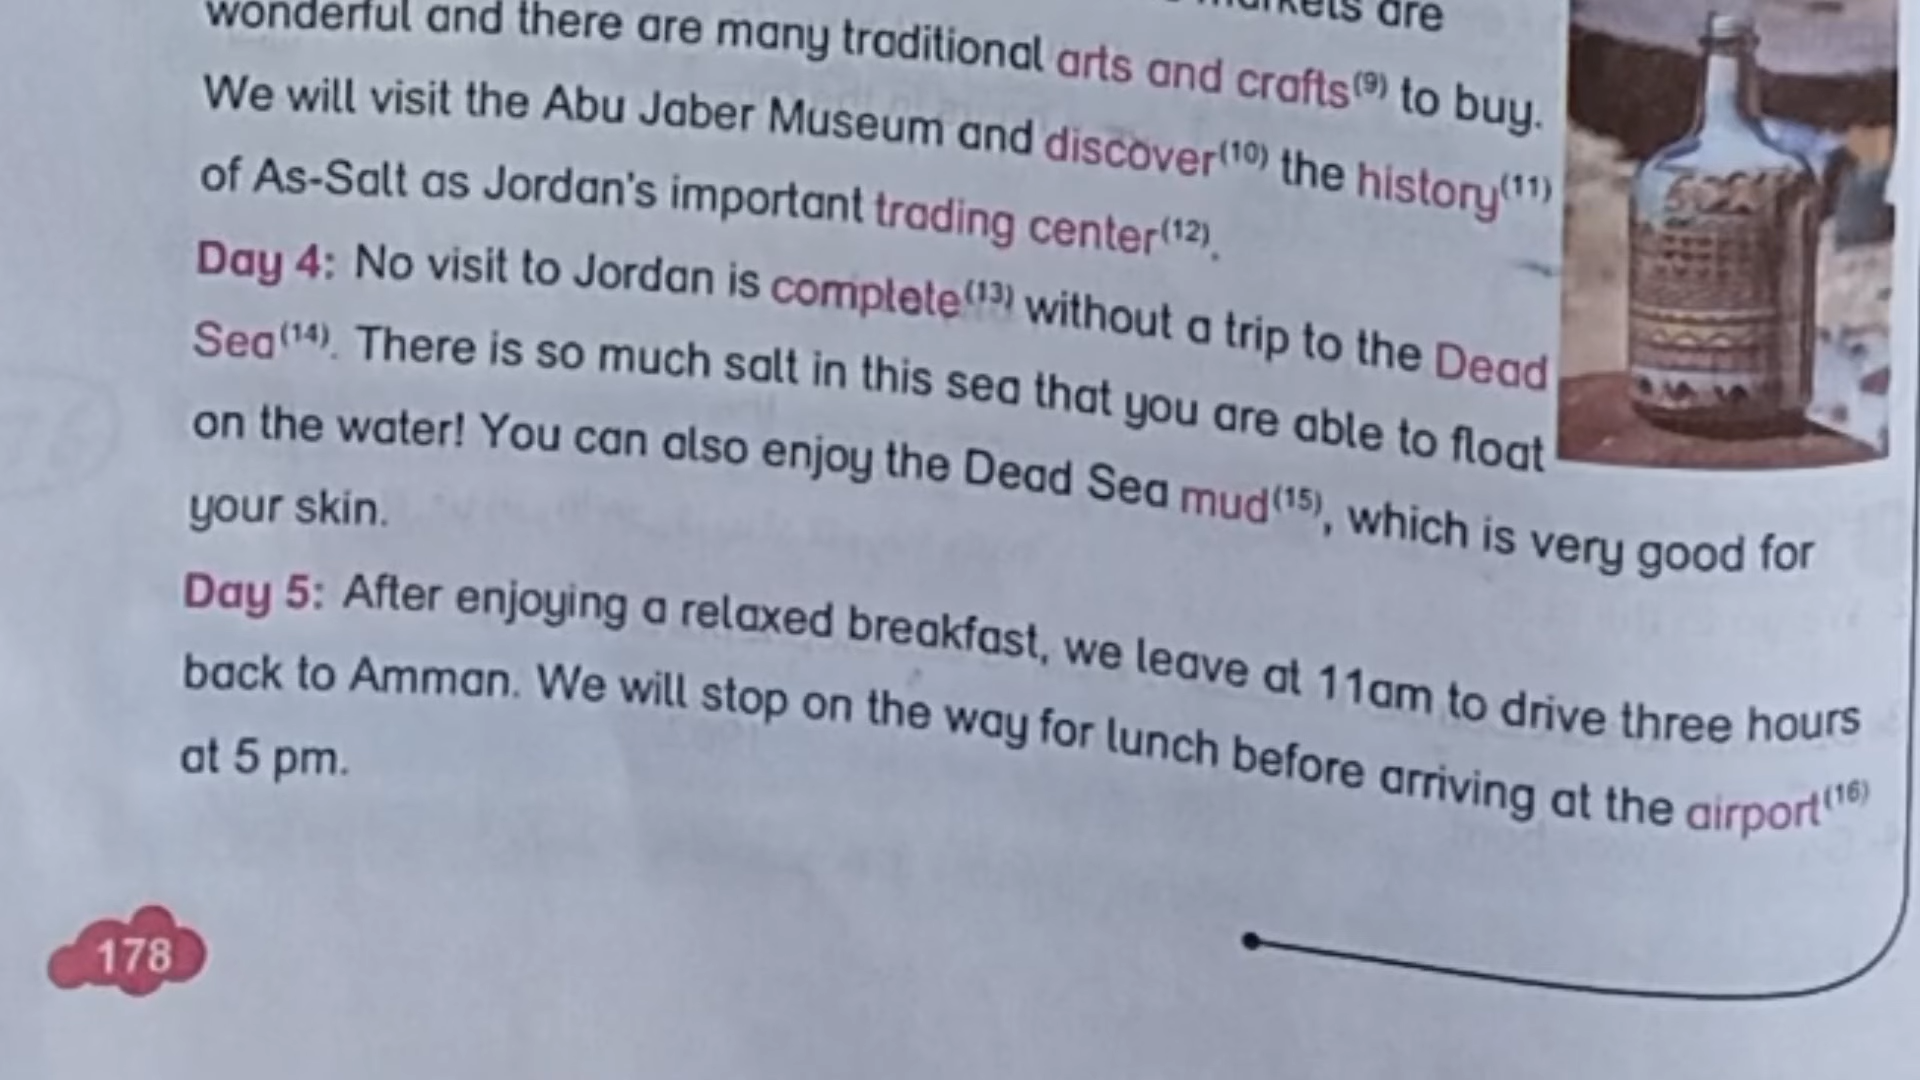 markets are
wonderful and there are many traditional arts and crafts(9) to buy.
We will visit the Abu Jaber Museum and discover(10) the history(11)
of As-Salt as Jordan's important trading center(12).
Day 4: No visit to Jordan is complete(13) without a trip to the Dead
Sea(14). There is so much salt in this sea that you are able to float
on the water! You can also enjoy the Dead Sea mud(15), which is very good for
your skin.
Day 5: After enjoying a relaxed breakfast, we leave at 11am to drive three hours
back to Amman. We will stop on the way for lunch before arriving at the airport(16)
at 5 pm.
178